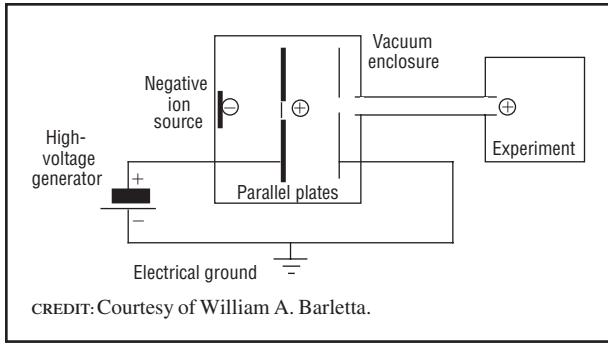 Vacuum
enclosure
Negative
ion
source
−
+
+
High-
voltage
generator
+
−
Parallel plates
Experiment
Electrical ground
CREDIT: Courtesy of William A. Barletta.